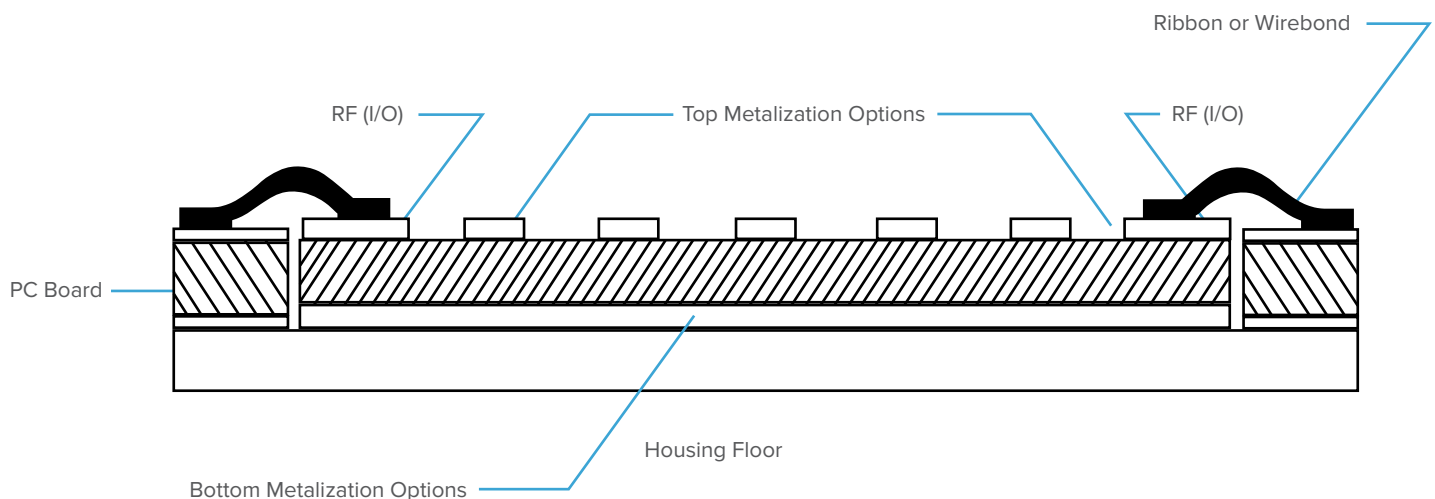 Ribbon or Wirebond
RF (I/O)
Top Metalization Options
RF (I/O)
PC Board
Housing Floor
Bottom Metalization Options